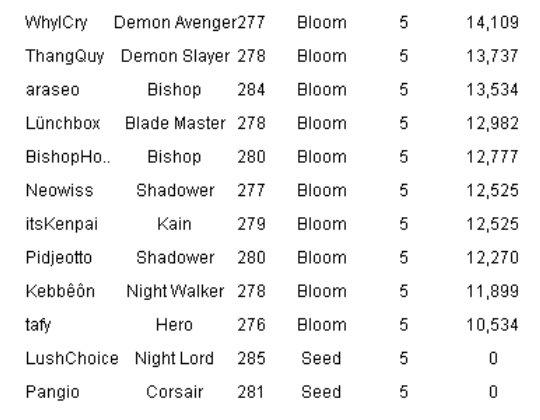 WhyICry Demon Avenger 277 Bloom 5 14,109
ThangQuy Demon Slayer 278 Bloom 5 13,737
araseo Bishop 284 Bloom 5 13,534
Lünchbox Blade Master 278 Bloom 5 12,982
BishopHo.. Bishop 280 Bloom 5 12,777
Neowiss Shadower 277 Bloom 5 12,525
itsKenpai Kain 279 Bloom 5 12,525
Pidjeotto Shadower 280 Bloom 5 12,270
Kebbêôn Night Walker 278 Bloom 5 11,899
tafy Hero 276 Bloom 5 10,534
LushChoice Night Lord 285 Seed 5 0
Pangio Corsair 281 Seed 5 0